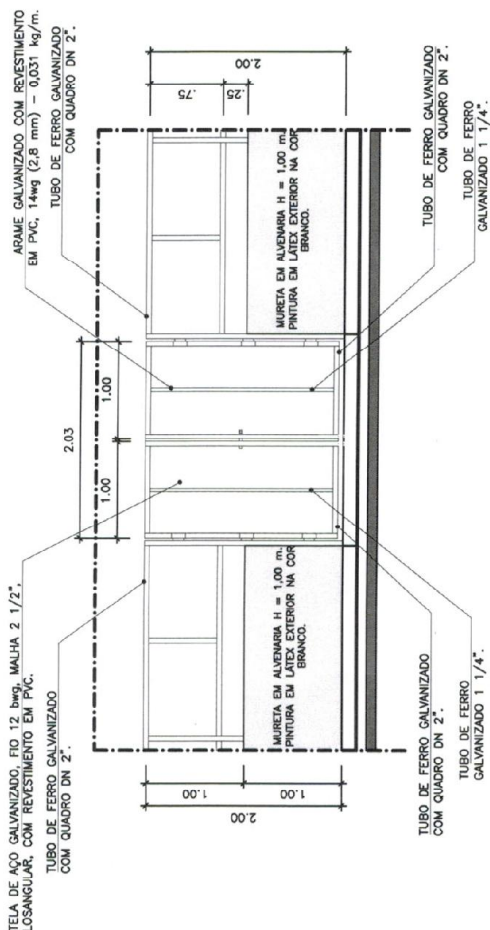 TELA DE AÇO GALVANIZADO, FIO 12 bwg, MALHA 2 1/2",
LOSANGULAR, COM REVESTIMENTO EM PVC.
TUBO DE FERRO GALVANIZADO
COM QUADRO DN 2".
ARAME GALVANIZADO COM REVESTIMENTO
EM PVC, 14wg (2,8 mm) - 0,031 kg/m.
TUBO DE FERRO GALVANIZADO
COM QUADRO DN 2".
2.03
1.00
1.00
2.00
1.00
1.00
2.00
.75
.25
MURETA EM ALVENARIA H = 1,00 m.
PINTURA EM LÁTEX EXTERIOR NA COR
BRANCO.
MURETA EM ALVENARIA H = 1,00 m.
PINTURA EM LÁTEX EXTERIOR NA COR
BRANCO.
TUBO DE FERRO GALVANIZADO
COM QUADRO DN 2".
TUBO DE FERRO
GALVANIZADO 1 1/4".
TUBO DE FERRO GALVANIZADO
COM QUADRO DN 2".
TUBO DE FERRO
GALVANIZADO 1 1/4".